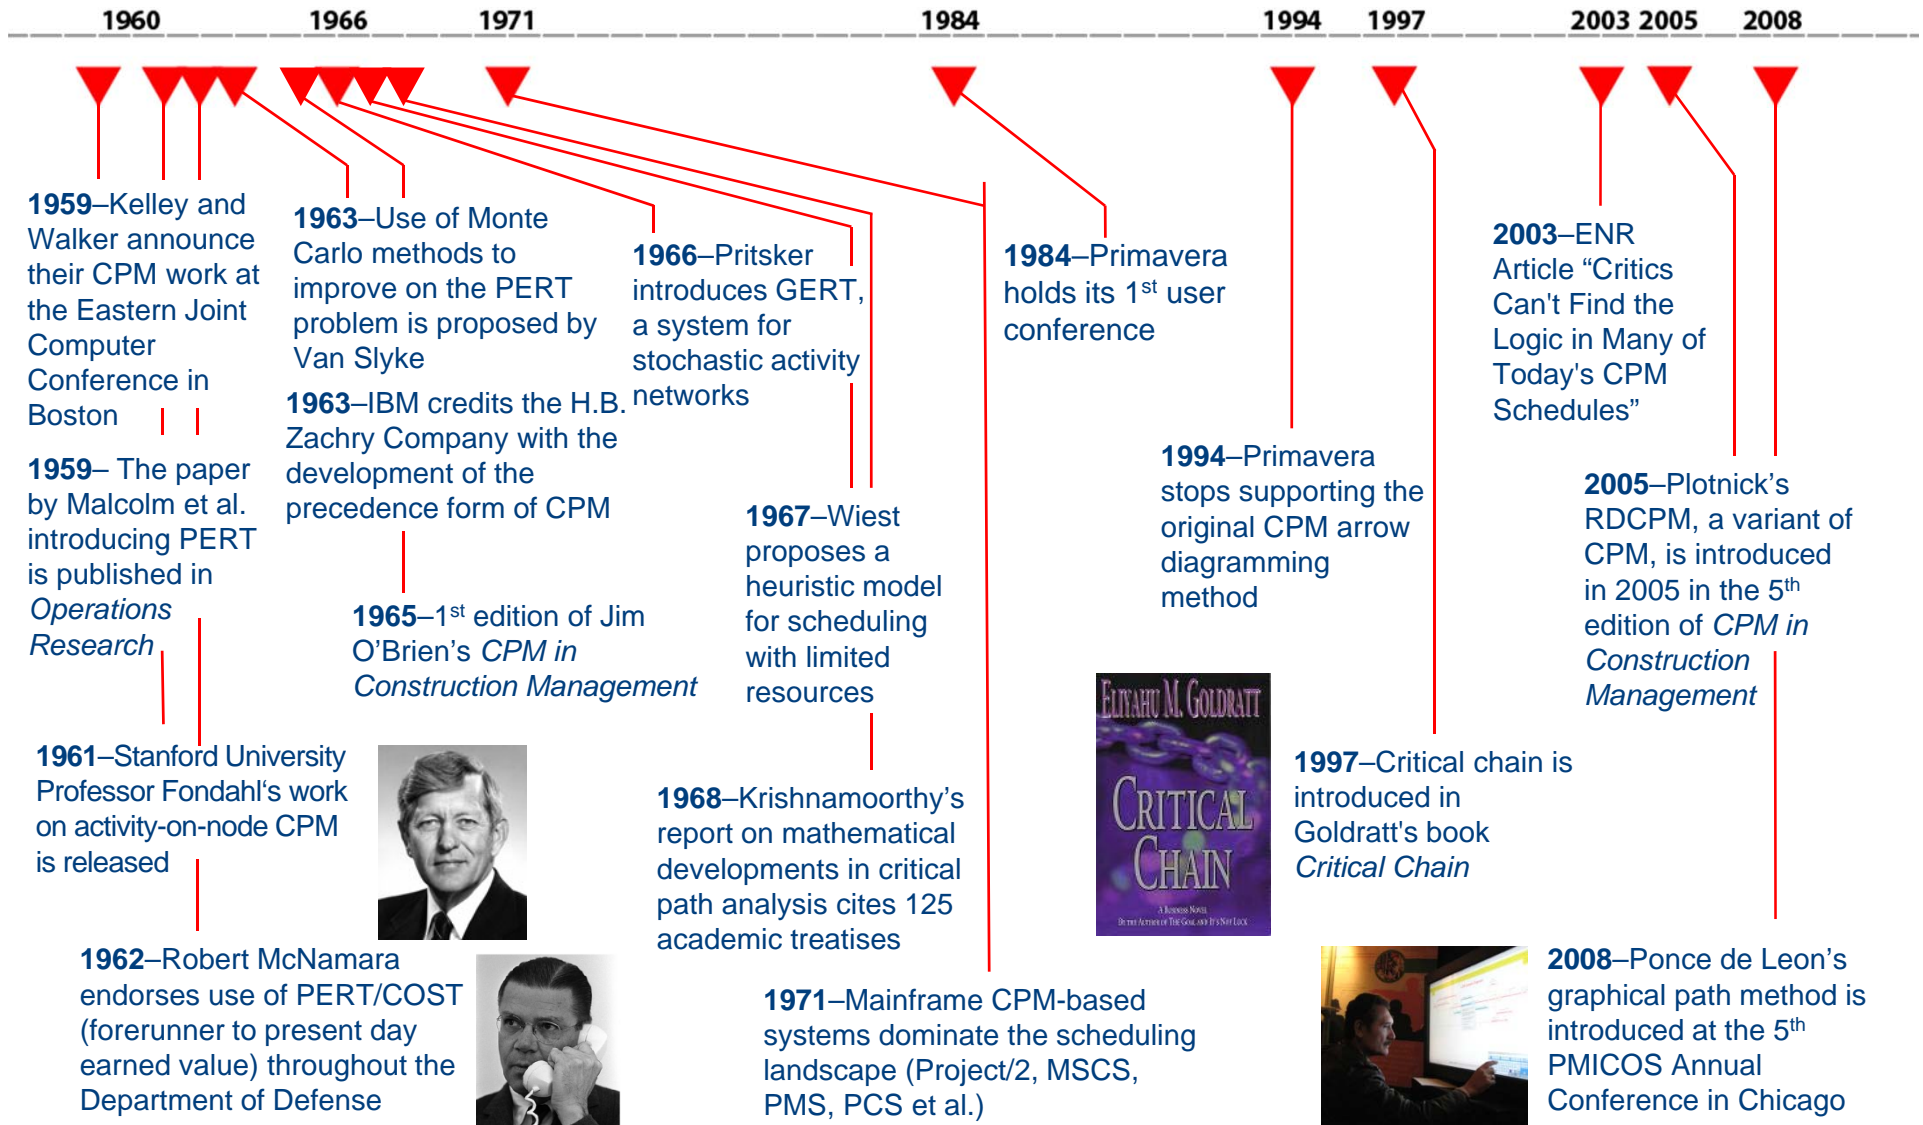 1960 1966 1971 1984 1994 1997 2003 2005 2008
1959–Kelley and
Walker announce
their CPM work at
the Eastern Joint
Computer
Conference in
Boston
1959– The paper
by Malcolm et al.
introducing PERT
is published in
Operations
Research
1961–Stanford University
Professor Fondahl‘s work
on activity-on-node CPM
is released
1962–Robert McNamara
endorses use of PERT/COST
(forerunner to present day
earned value) throughout the
Department of Defense
1963–Use of Monte
Carlo methods to
improve on the PERT
problem is proposed by
Van Slyke
1963–IBM credits the H.B.
Zachry Company with the
development of the
precedence form of CPM
1965–1st edition of Jim
O’Brien’s CPM in
Construction Management
1966–Pritsker
introduces GERT,
a system for
stochastic activity
networks
1967–Wiest
proposes a
heuristic model
for scheduling
with limited
resources
1968–Krishnamoorthy’s
report on mathematical
developments in critical
path analysis cites 125
academic treatises
1971–Mainframe CPM-based
systems dominate the scheduling
landscape (Project/2, MSCS,
PMS, PCS et al.)
1984–Primavera
holds its 1st user
conference
1994–Primavera
stops supporting the
original CPM arrow
diagramming
method
ELIYAHU M. GOLDRATT
CRITICAL
CHAIN
A BUSINESS NOVEL
BY THE AUTHOR OF THE GOAL AND IT'S NOT LUCK
1997–Critical chain is
introduced in
Goldratt's book
Critical Chain
2003–ENR
Article “Critics
Can't Find the
Logic in Many of
Today's CPM
Schedules”
2005–Plotnick’s
RDCPM, a variant of
CPM, is introduced
in 2005 in the 5th
edition of CPM in
Construction
Management
2008–Ponce de Leon’s
graphical path method is
introduced at the 5th
PMICOS Annual
Conference in Chicago